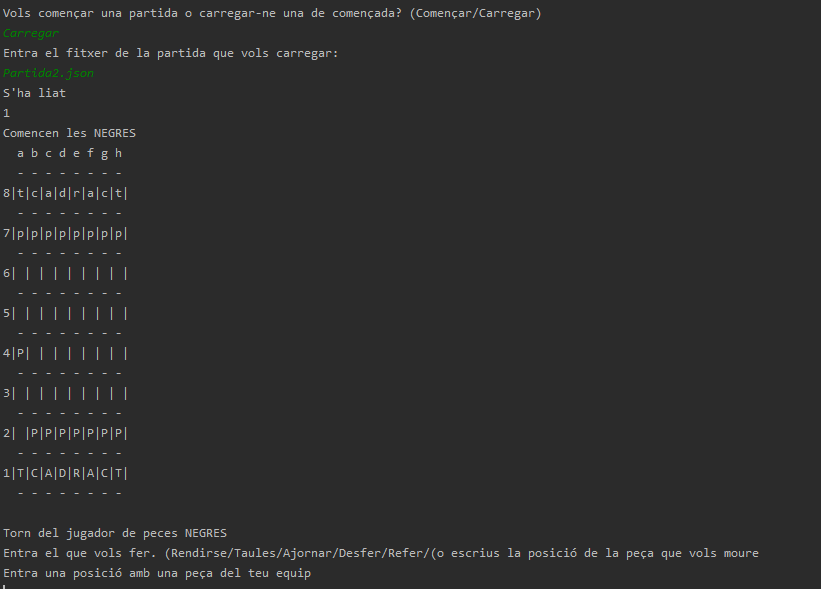 Vols començar una partida o carregar-ne una de començada? (Començar/Carregar)
Carregar
Entra el fitxer de la partida que vols carregar:
Partida2.json
S'ha liat
1
Comencen les NEGRES
  a b c d e f g h
  - - - - - - - -
8|t|c|a|d|r|a|c|t|
  - - - - - - - -
7|p|p|p|p|p|p|p|p|
  - - - - - - - -
6| | | | | | | | |
  - - - - - - - -
5| | | | | | | | |
  - - - - - - - -
4|P| | | | | | | |
  - - - - - - - -
3| | | | | | | | |
  - - - - - - - -
2| |P|P|P|P|P|P|P|
  - - - - - - - -
1|T|C|A|D|R|A|C|T|
  - - - - - - - -
Torn del jugador de peces NEGRES
Entra el que vols fer. (Rendirse/Taules/Ajornar/Desfer/Refer/(o escrius la posició de la peça que vols moure
Entra una posició amb una peça del teu equip